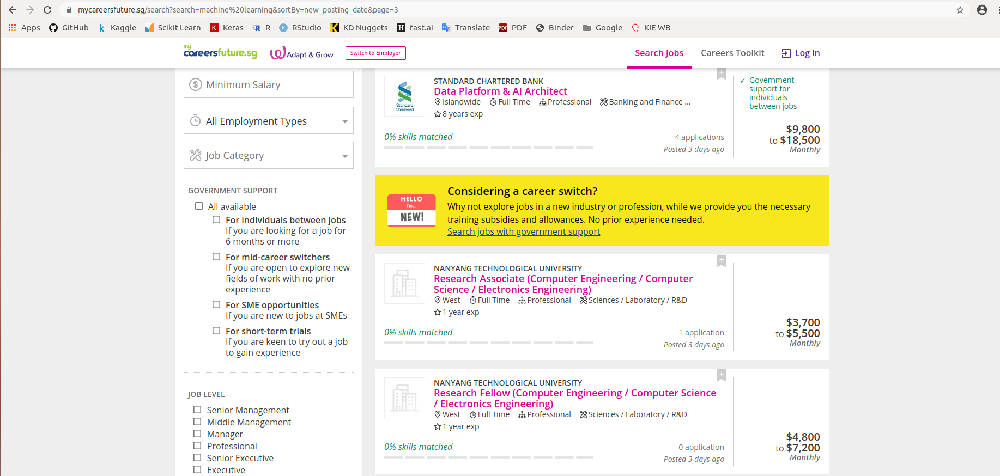 mycareersfuture.sg/search?search=machine%20learning&sortBy=new_posting_date&page=3
Apps GitHub Kaggle Scikit Learn Keras R RStudio KD Nuggets fast.ai Translate PDF Binder Google KIE WB
my careersfuture.sg Adapt & Grow Switch to Employer Search Jobs Careers Toolkit Log in
Minimum Salary
All Employment Types
Job Category
GOVERNMENT SUPPORT
All available
For individuals between jobs
If you are looking for a job for
6 months or more
For mid-career switchers
If you are open to explore new
fields of work with no prior
experience
For SME opportunities
If you are new to jobs at SMEs
For short-term trials
If you are keen to try out a job
to gain experience
JOB LEVEL
Senior Management
Middle Management
Manager
Professional
Senior Executive
Executive
Standard
Chartered
STANDARD CHARTERED BANK
Data Platform & AI Architect
Islandwide Full Time Professional Banking and Finance ...
8 years exp
0% skills matched
4 applications
Posted 3 days ago
Government
support for
individuals
between jobs
$9,800
to $18,500
Monthly
HELLO
I'm...
NEW!
Considering a career switch?
Why not explore jobs in a new industry or profession, while we provide you the necessary
training subsidies and allowances. No prior experience needed.
Search jobs with government support
NANYANG TECHNOLOGICAL UNIVERSITY
Research Associate (Computer Engineering / Computer
Science / Electronics Engineering)
West Full Time Professional Sciences / Laboratory / R&D
1 year exp
0% skills matched
1 application
Posted 3 days ago
$3,700
to $5,500
Monthly
NANYANG TECHNOLOGICAL UNIVERSITY
Research Fellow (Computer Engineering / Computer Science
/ Electronics Engineering)
West Full Time Professional Sciences / Laboratory / R&D
1 year exp
0% skills matched
0 application
Posted 3 days ago
$4,800
to $7,200
Monthly